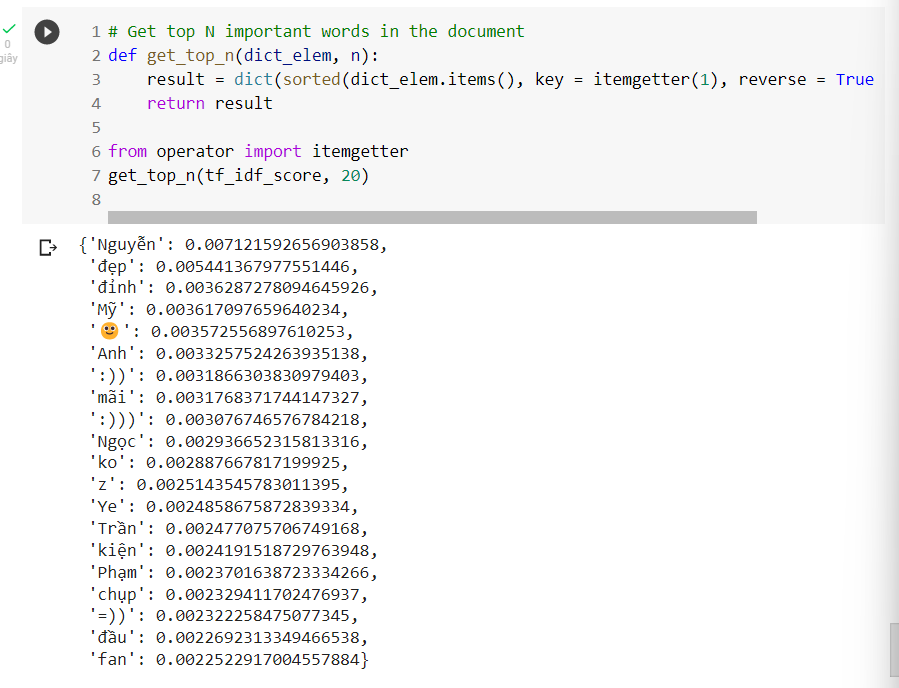 0
giây
1 # Get top N important words in the document
2 def get_top_n(dict_elem, n):
3     result = dict(sorted(dict_elem.items(), key = itemgetter(1), reverse = True
4     return result
5
6 from operator import itemgetter
7 get_top_n(tf_idf_score, 20)
8
{'Nguyễn': 0.007121592656903858,
 'đẹp': 0.005441367977551446,
 'đỉnh': 0.0036287278094645926,
 'Mỹ': 0.003617097659640234,
 '🙂': 0.003572556897610253,
 'Anh': 0.0033257524263935138,
 ':))': 0.0031866303830979403,
 'mãi': 0.0031768371744147327,
 ':)))': 0.003076746576784218,
 'Ngọc': 0.002936652315813316,
 'ko': 0.002887667817199925,
 'z': 0.0025143545783011395,
 'Ye': 0.0024858675872839334,
 'Trần': 0.002477075706749168,
 'kiện': 0.0024191518729763948,
 'Phạm': 0.0023701638723334266,
 'chụp': 0.002329411702476937,
 '=))': 0.002322258475077345,
 'đầu': 0.0022692313349466538,
 'fan': 0.0022522917004557884}